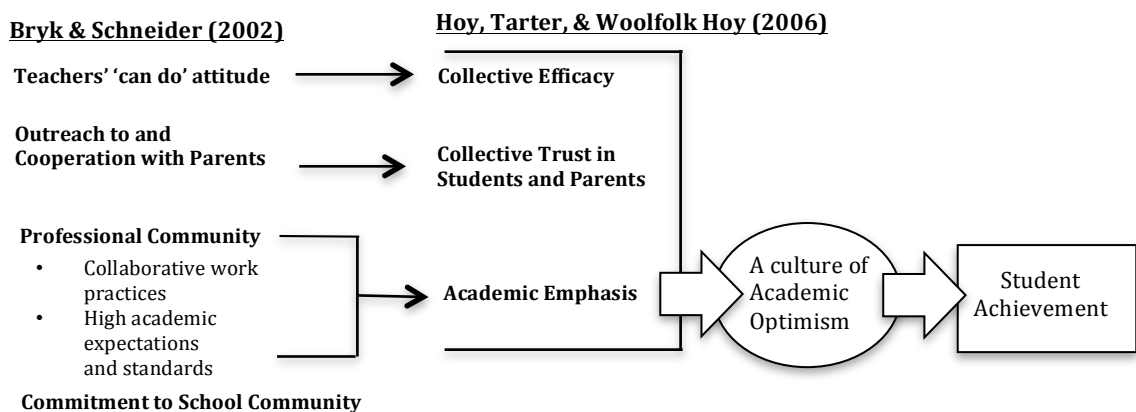 Bryk & Schneider (2002)
Hoy, Tarter, & Woolfolk Hoy (2006)
Teachers’ ‘can do’ attitude
Collective Efficacy
Outreach to and
Cooperation with Parents
Collective Trust in
Students and Parents
Professional Community
• Collaborative work
practices
• High academic
expectations
and standards
Commitment to School Community
Academic Emphasis
A culture of
Academic
Optimism
Student
Achievement